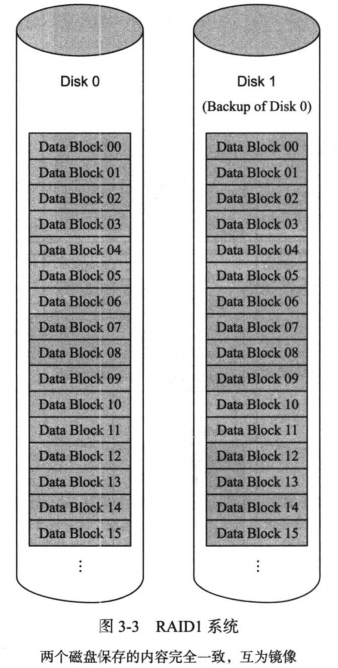 Disk 0
Data Block 00
Data Block 01
Data Block 02
Data Block 03
Data Block 04
Data Block 05
Data Block 06
Data Block 07
Data Block 08
Data Block 09
Data Block 10
Data Block 11
Data Block 12
Data Block 13
Data Block 14
Data Block 15
⋮
Disk 1
(Backup of Disk 0)
Data Block 00
Data Block 01
Data Block 02
Data Block 03
Data Block 04
Data Block 05
Data Block 06
Data Block 07
Data Block 08
Data Block 09
Data Block 10
Data Block 11
Data Block 12
Data Block 13
Data Block 14
Data Block 15
⋮
图 3-3 RAID1 系统
两个磁盘保存的内容完全一致，互为镜像